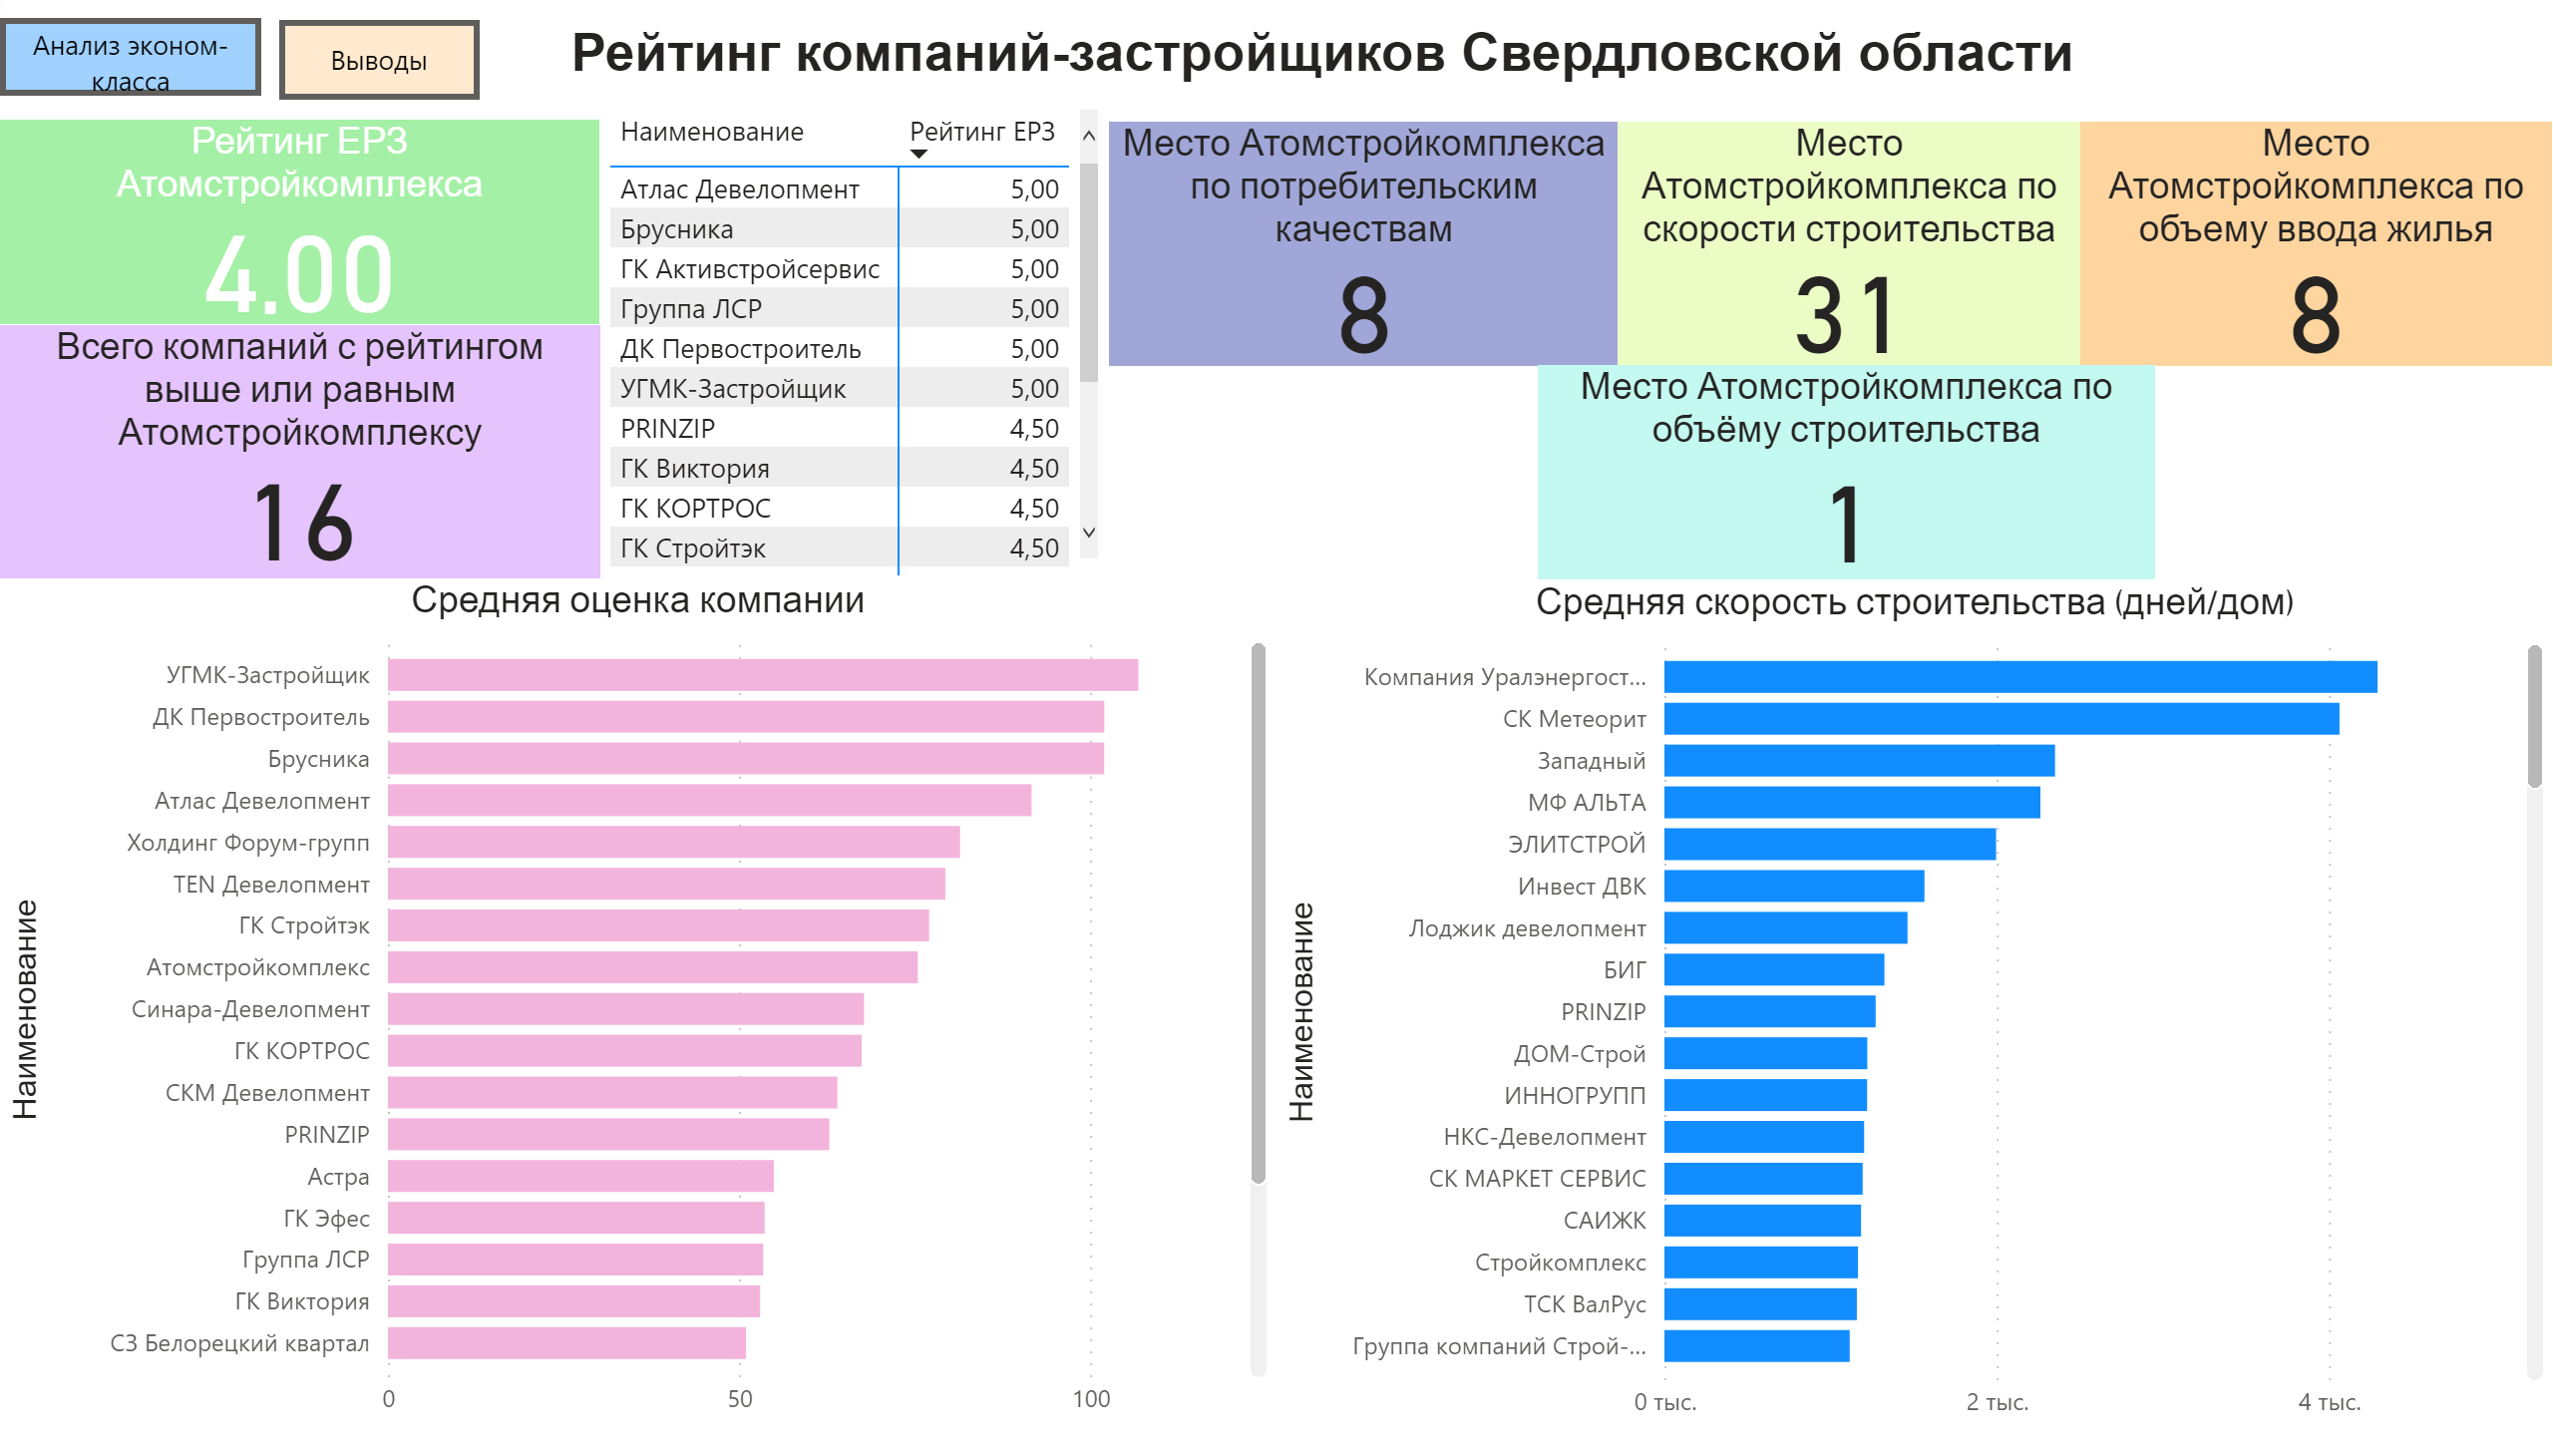 Анализ эконом-
класса
Выводы
Рейтинг компаний-застройщиков Свердловской области
Рейтинг ЕРЗ
Атомстройкомплекса
4.00
Всего компаний с рейтингом
выше или равным
Атомстройкомплексу
16
Наименование Рейтинг ЕРЗ
Атлас Девелопмент 5,00
Брусника 5,00
ГК Активстройсервис 5,00
Группа ЛСР 5,00
ДК Первостроитель 5,00
УГМК-Застройщик 5,00
PRINZIP 4,50
ГК Виктория 4,50
ГК КОРТРОС 4,50
ГК Стройтэк 4,50
Место Атомстройкомплекса
по потребительским
качествам
8
Место
Атомстройкомплекса по
скорости строительства
31
Место
Атомстройкомплекса по
объему ввода жилья
8
Место Атомстройкомплекса по
объёму строительства
1
Средняя оценка компании
Наименование
УГМК-Застройщик
ДК Первостроитель
Брусника
Атлас Девелопмент
Холдинг Форум-групп
TEN Девелопмент
ГК Стройтэк
Атомстройкомплекс
Синара-Девелопмент
ГК КОРТРОС
СКМ Девелопмент
PRINZIP
Астра
ГК Эфес
Группа ЛСР
ГК Виктория
СЗ Белорецкий квартал
0 50 100
Средняя скорость строительства (дней/дом)
Наименование
Компания Уралэнергост...
СК Метеорит
Западный
МФ АЛЬТА
ЭЛИТСТРОЙ
Инвест ДВК
Лоджик девелопмент
БИГ
PRINZIP
ДОМ-Строй
ИННОГРУПП
НКС-Девелопмент
СК МАРКЕТ СЕРВИС
САИЖК
Стройкомплекс
ТСК ВалРус
Группа компаний Строй-...
0 тыс. 2 тыс. 4 тыс.